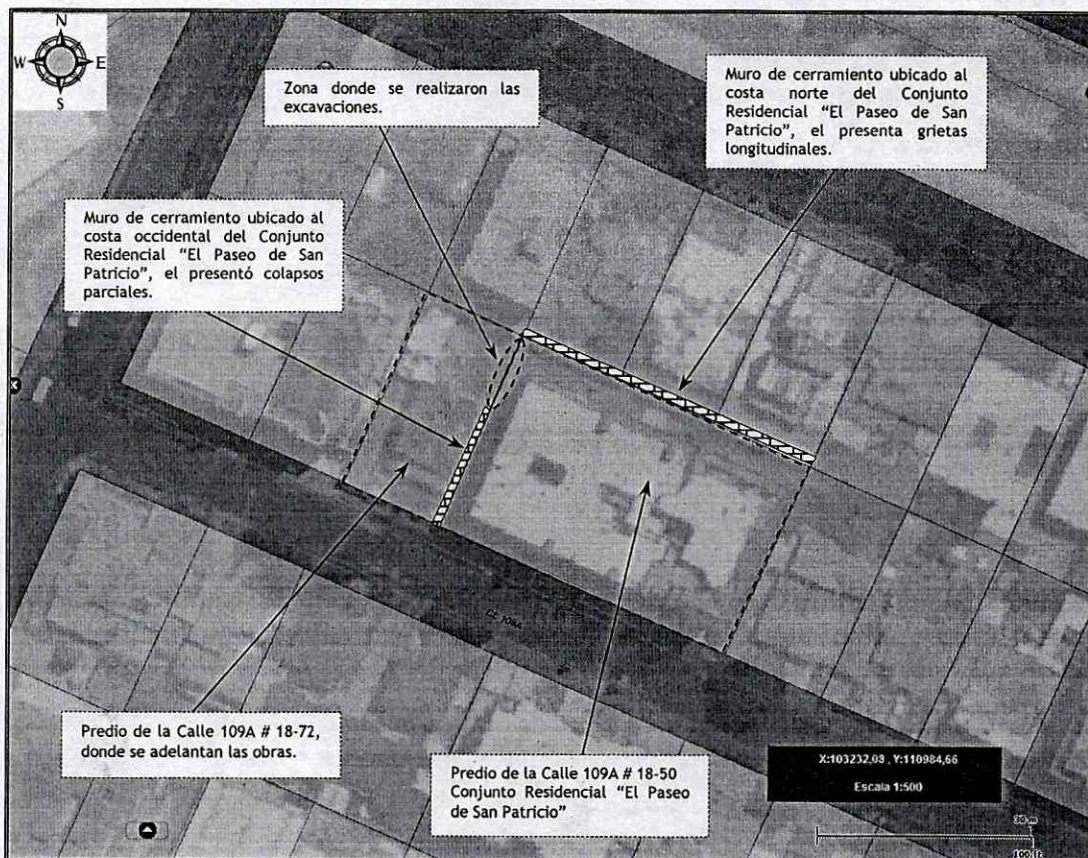 N
W E
S
Zona donde se realizaron las
excavaciones.
Muro de cerramiento ubicado al
costa norte del Conjunto
Residencial "El Paseo de San
Patricio", el presenta grietas
longitudinales.
Muro de cerramiento ubicado al
costa occidental del Conjunto
Residencial "El Paseo de San
Patricio", el presentó colapsos
parciales.
CL 109A
Predio de la Calle 109A # 18-72,
donde se adelantan las obras.
Predio de la Calle 109A # 18-50
Conjunto Residencial "El Paseo
de San Patricio"
X:103232,03 , Y:110984,66
Escala 1:500
30 m
100 ft